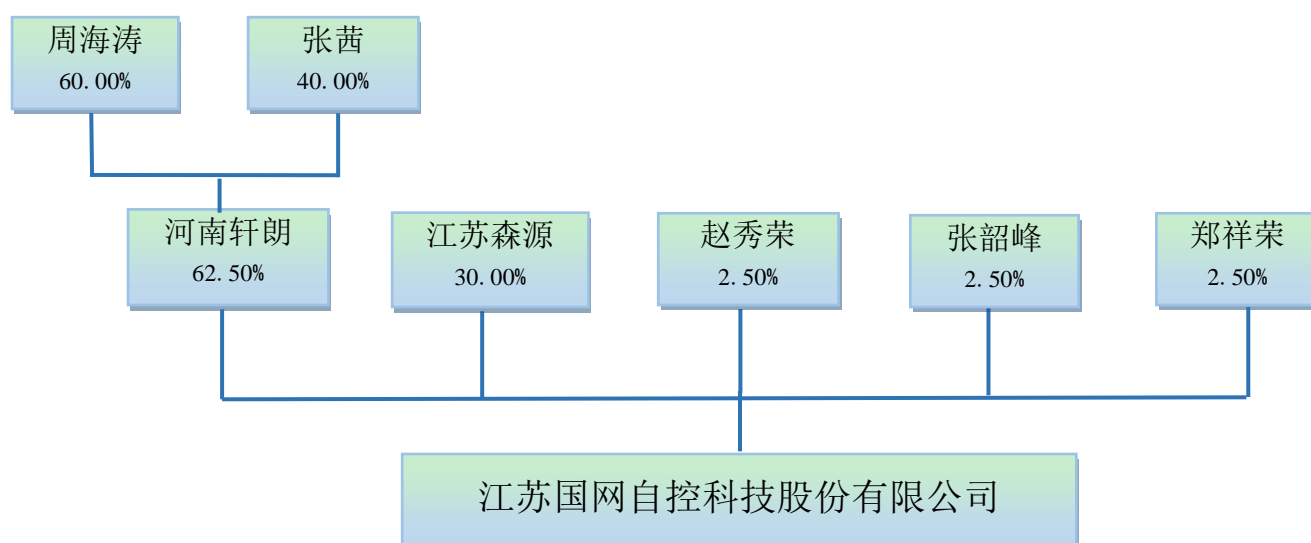 周海涛
60.00%
张茜
40.00%
河南轩朗
62.50%
江苏森源
30.00%
赵秀荣
2.50%
张韶峰
2.50%
郑祥荣
2.50%
江苏国网自控科技股份有限公司